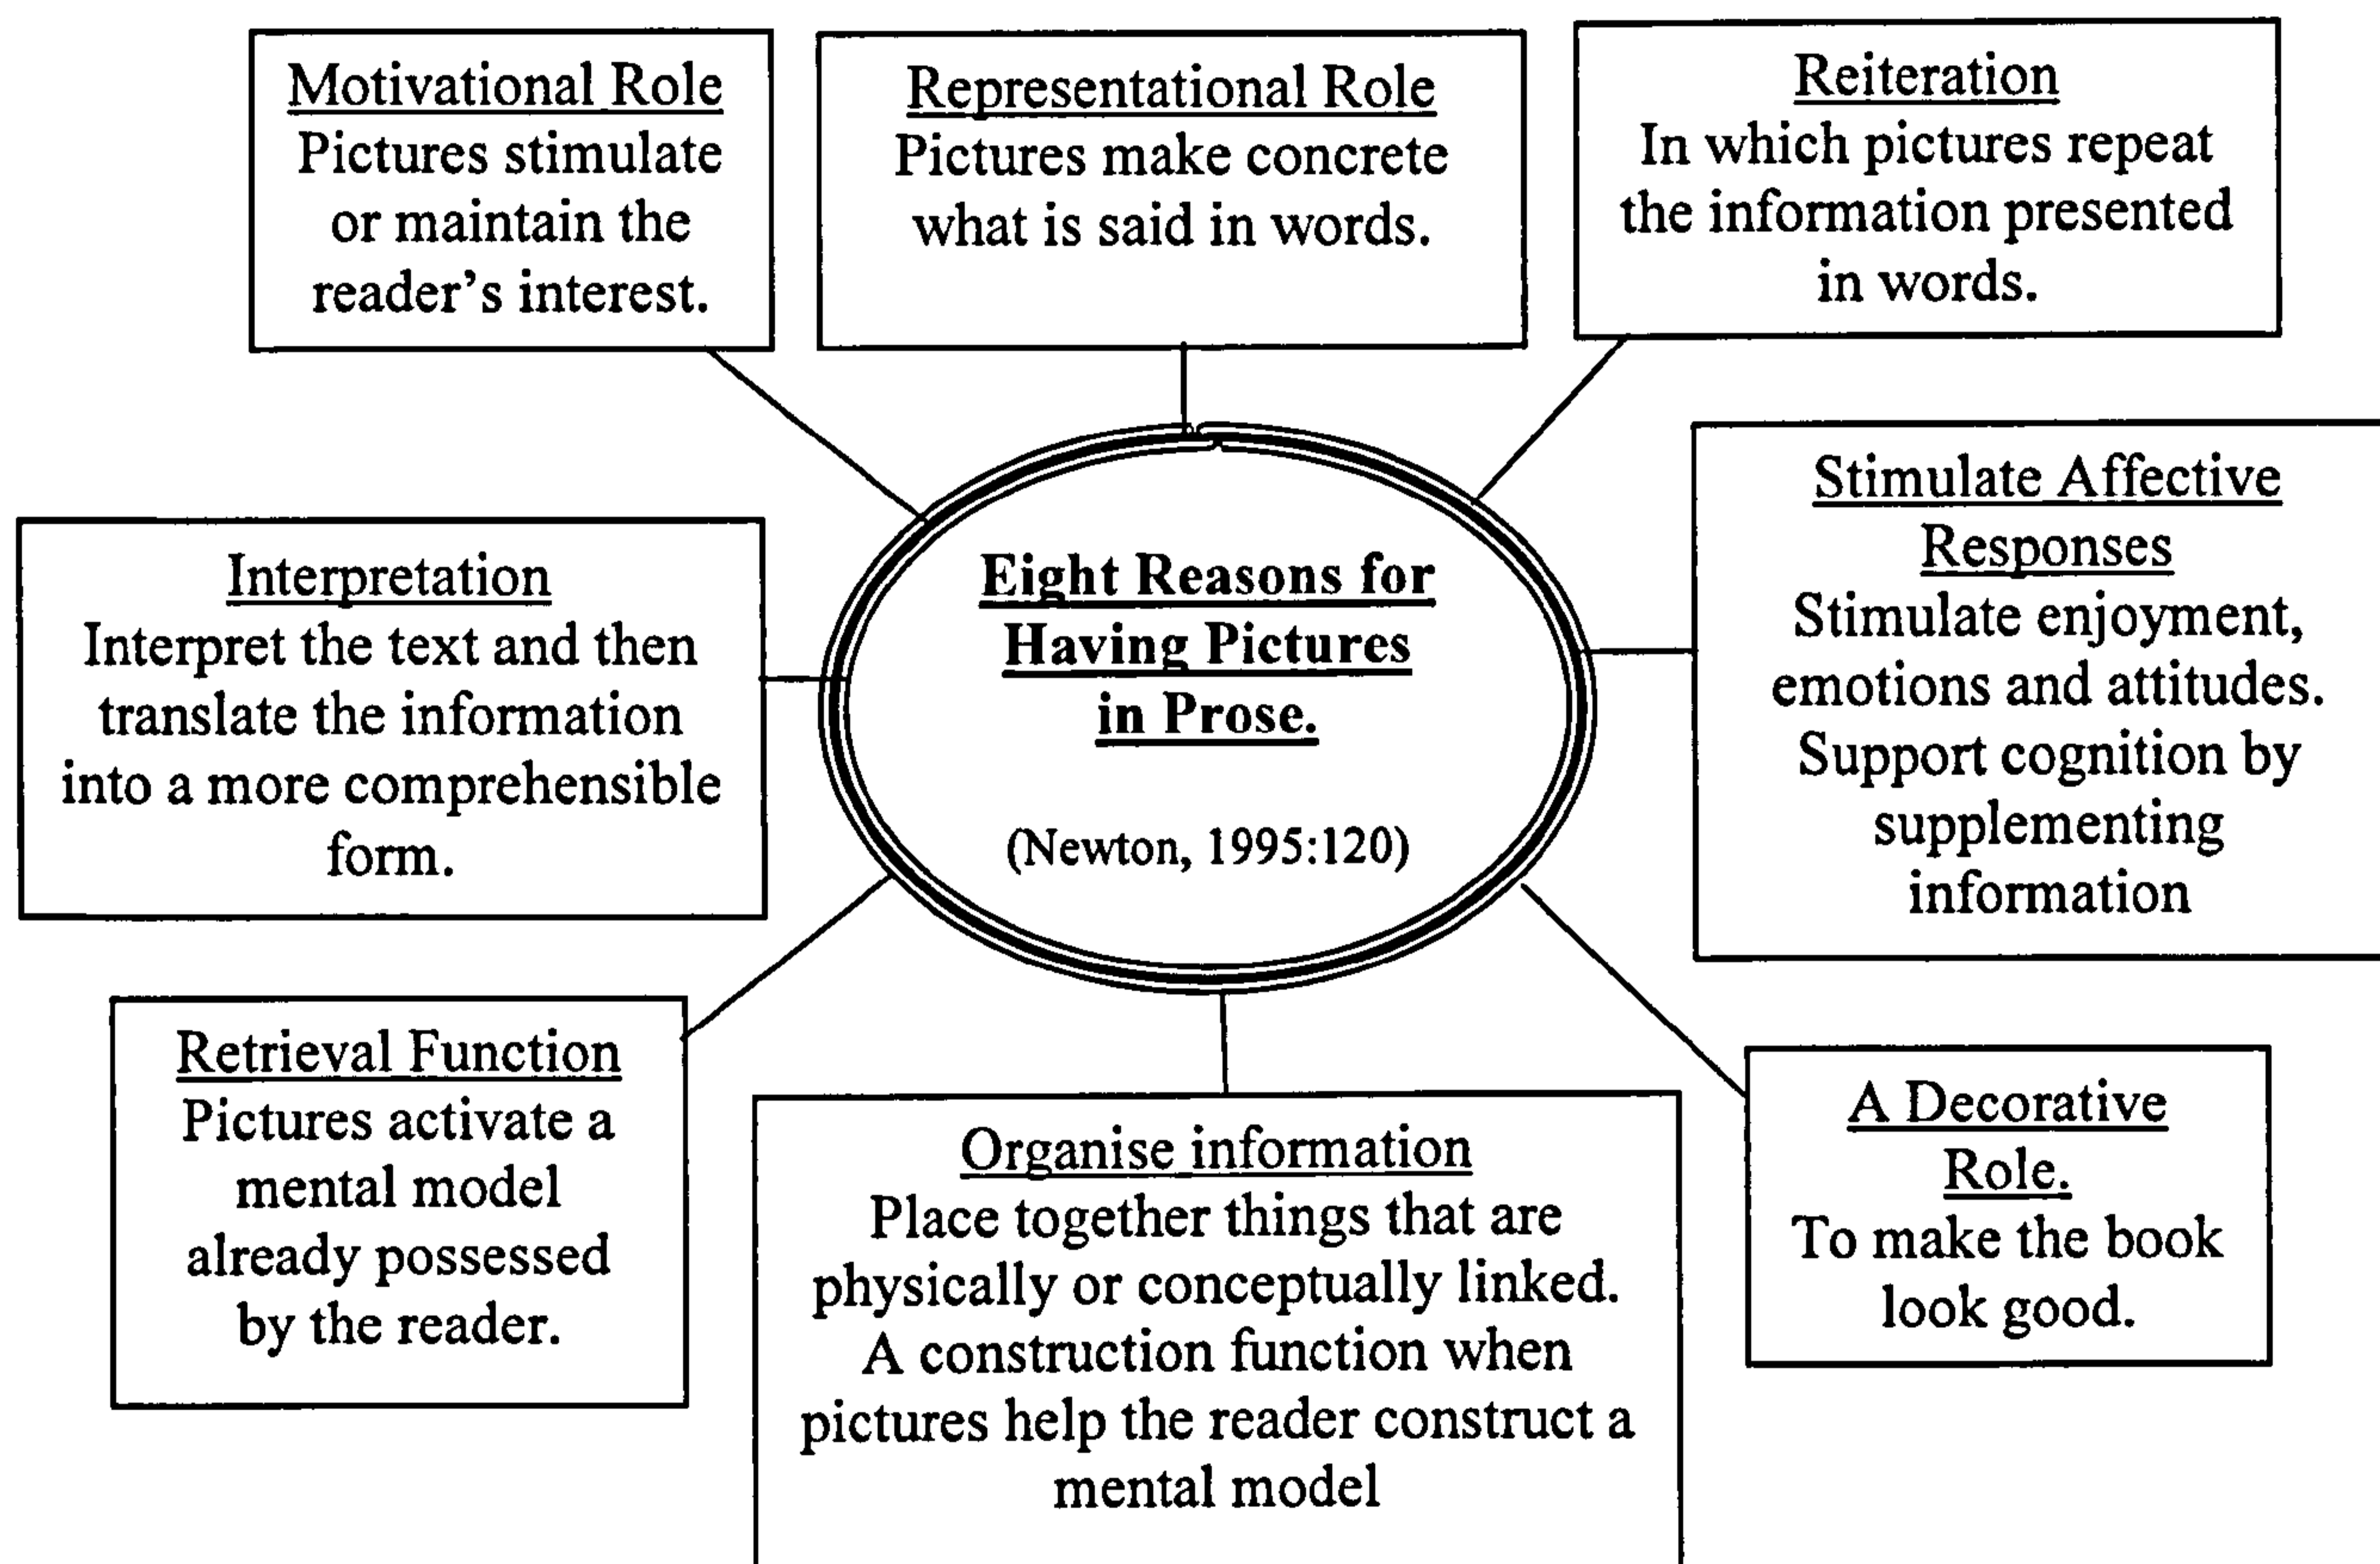 Motivational Role
Pictures stimulate
or maintain the
reader's interest.
Representational Role
Pictures make concrete
what is said in words.
Reiteration
In which pictures repeat
the information presented
in words.
Interpretation
Interpret the text and then
translate the information
into a more comprehensible
form.
Eight Reasons for
Having Pictures
in Prose.
(Newton, 1995:120)
Stimulate Affective
Responses
Stimulate enjoyment,
emotions and attitudes.
Support cognition by
supplementing
information
Retrieval Function
Pictures activate a
mental model
already possessed
by the reader.
Organise information
Place together things that are
physically or conceptually linked.
A construction function when
pictures help the reader construct a
mental model
A Decorative
Role.
To make the book
look good.